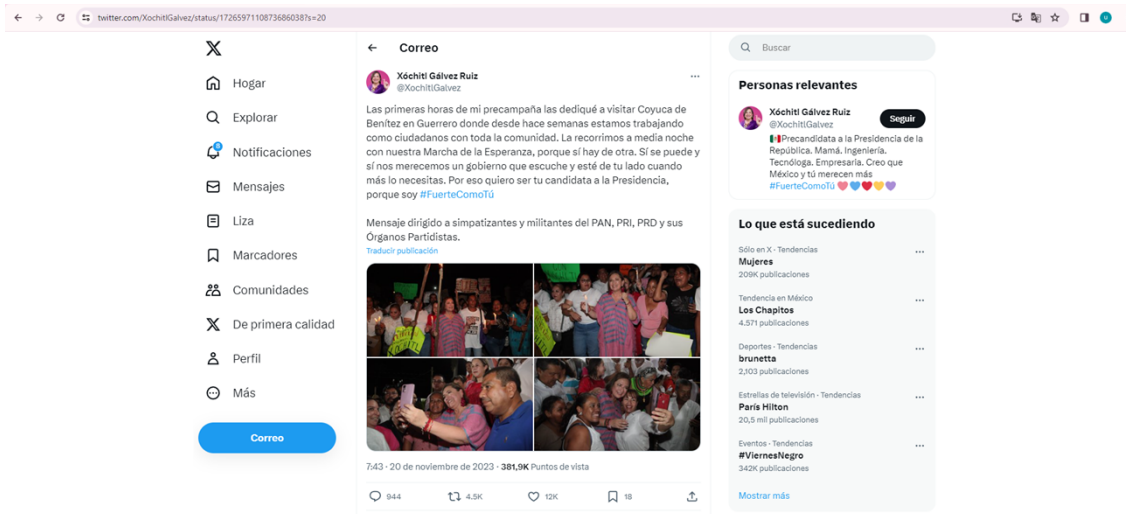 twitter.com/XochitlGalvez/status/1726597110873686038?s=20
Hogar
Explorar
Notificaciones
Mensajes
Liza
Marcadores
Comunidades
De primera calidad
Perfil
Más
Correo
Correo
Xóchitl Gálvez Ruiz
@XochitlGalvez
Las primeras horas de mi precampaña las dediqué a visitar Coyuca de
Benítez en Guerrero donde desde hace semanas estamos trabajando
como ciudadanos con toda la comunidad. La recorrimos a media noche
con nuestra Marcha de la Esperanza, porque sí hay de otra. Sí se puede y
sí nos merecemos un gobierno que escuche y esté de tu lado cuando
más lo necesitas. Por eso quiero ser tu candidata a la Presidencia,
porque soy #FuerteComoTú
Mensaje dirigido a simpatizantes y militantes del PAN, PRI, PRD y sus
Órganos Partidistas.
Traducir publicación
7:43 · 20 de noviembre de 2023 · 381,9K Puntos de vista
944
4.5K
12K
18
Buscar
Personas relevantes
Xóchitl Gálvez Ruiz
@XochitlGalvez
Seguir
Precandidata a la Presidencia de la
República. Mamá. Ingeniería.
Tecnóloga. Empresaria. Creo que
México y tú merecen más
#FuerteComoTú
Lo que está sucediendo
Sólo en X · Tendencias
Mujeres
209K publicaciones
Tendencia en México
Los Chapitos
4.571 publicaciones
Deportes · Tendencias
brunetta
2,103 publicaciones
Estrellas de televisión · Tendencias
París Hilton
20,5 mil publicaciones
Eventos · Tendencias
#ViernesNegro
342K publicaciones
Mostrar más